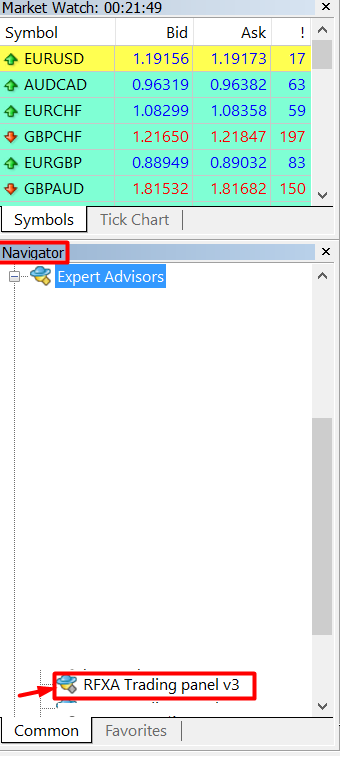 Market Watch: 00:21:49
Symbol Bid Ask !
EURUSD 1.19156 1.19173 17
AUDCAD 0.96319 0.96382 63
EURCHF 1.08299 1.08358 59
GBPCHF 1.21650 1.21847 197
EURGBP 0.88949 0.89032 83
GBPAUD 1.81532 1.81682 150
Symbols Tick Chart
Navigator
Expert Advisors
RFXA Trading panel v3
Common Favorites